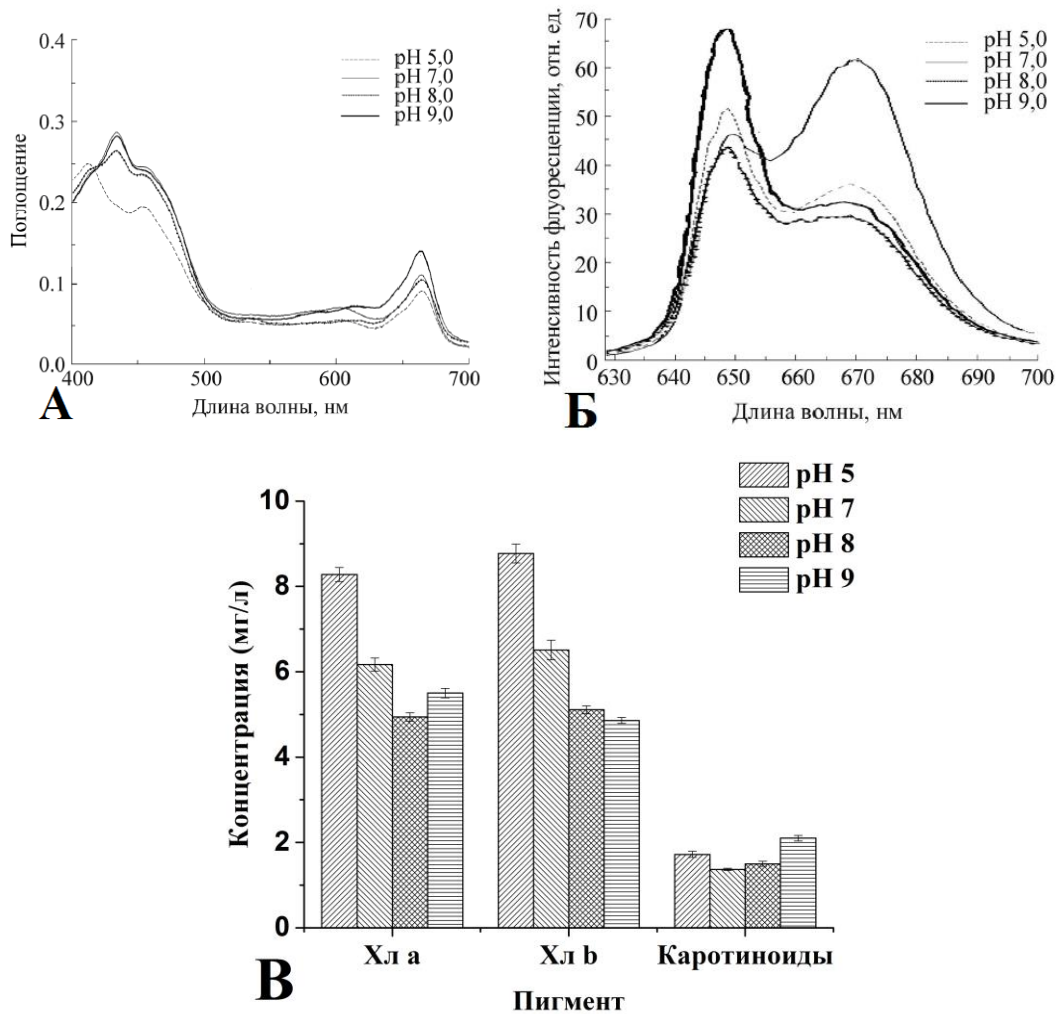 0.4
0.3
0.2
0.1
0.0
Поглощение
pH 5,0
pH 7,0
pH 8,0
pH 9,0
400 500 600 700
Длина волны, нм
А
70
60
50
40
30
20
10
0
Интенсивность флуоресценции, отн. ед.
pH 5,0
pH 7,0
pH 8,0
pH 9,0
630 640 650 660 670 680 690 700
Длина волны, нм
Б
10
8
6
4
2
0
Концентрация (мг/л)
pH 5
pH 7
pH 8
pH 9
Хл a Хл b Каротиноиды
Пигмент
В